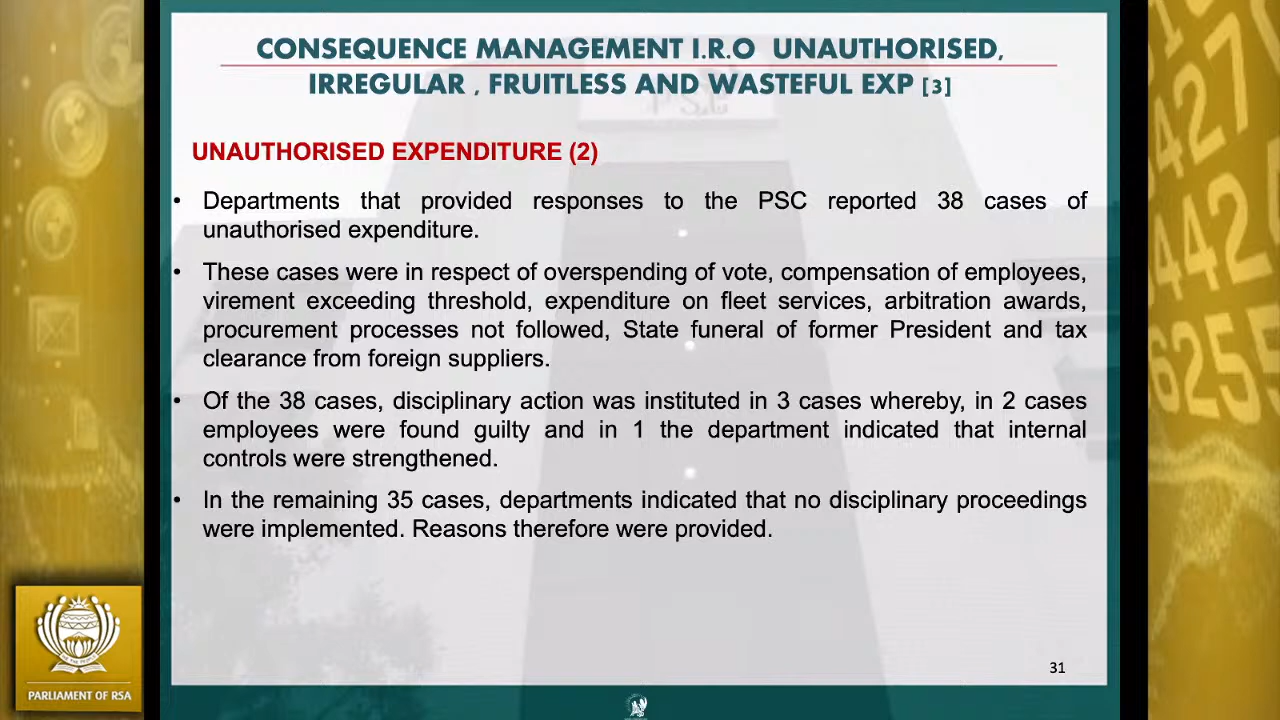 CONSEQUENCE MANAGEMENT I.R.O UNAUTHORISED,
IRREGULAR , FRUITLESS AND WASTEFUL EXP [3]
UNAUTHORISED EXPENDITURE (2)
• Departments that provided responses to the PSC reported 38 cases of
unauthorised expenditure.
• These cases were in respect of overspending of vote, compensation of employees,
virement exceeding threshold, expenditure on fleet services, arbitration awards,
procurement processes not followed, State funeral of former President and tax
clearance from foreign suppliers.
• Of the 38 cases, disciplinary action was instituted in 3 cases whereby, in 2 cases
employees were found guilty and in 1 the department indicated that internal
controls were strengthened.
• In the remaining 35 cases, departments indicated that no disciplinary proceedings
were implemented. Reasons therefore were provided.
31
PARLIAMENT OF RSA
427
442
6255